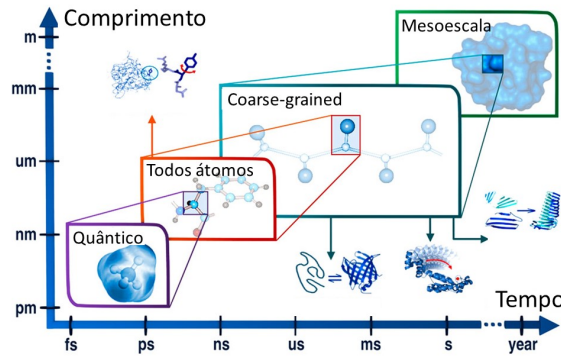 Comprimento
m
mm
um
nm
pm
Mesoescala
Coarse-grained
Todos átomos
Quântico
Tempo
fs
ps
ns
us
ms
s
year